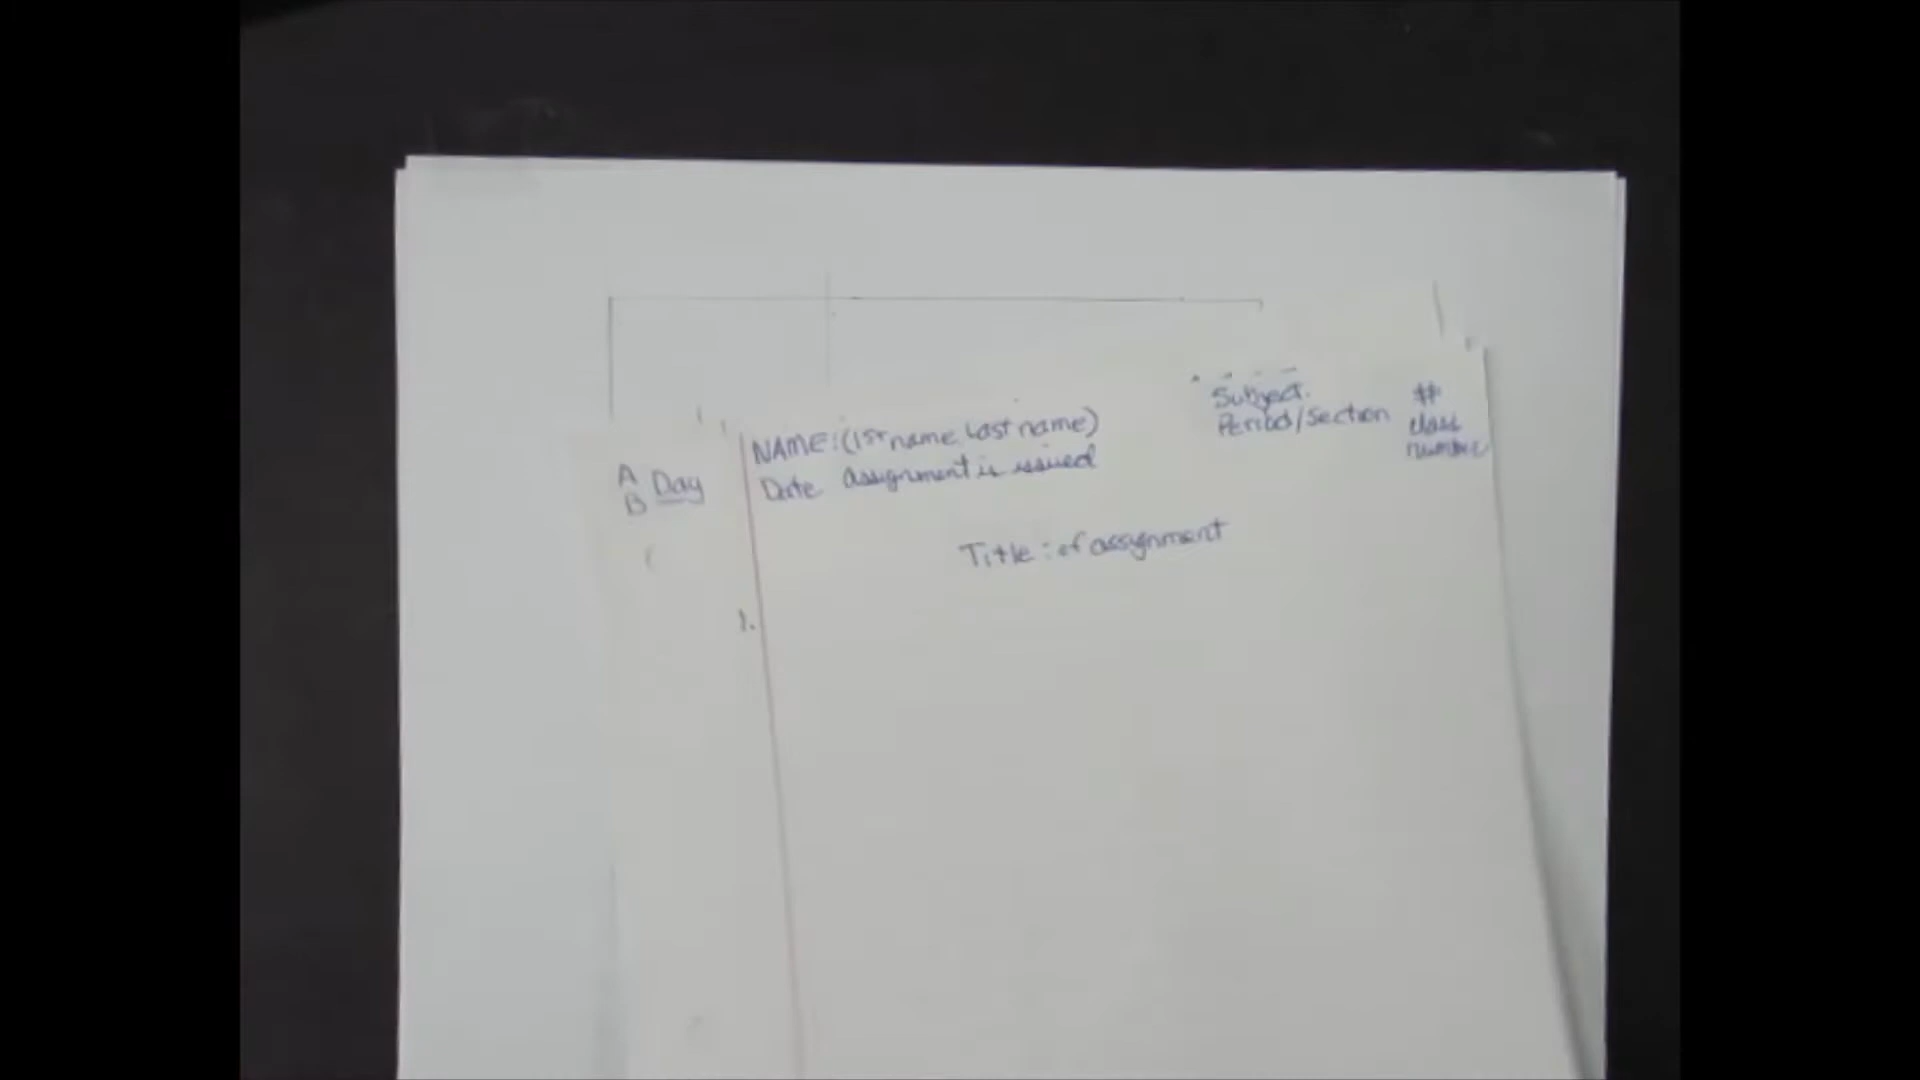 A
B Day
NAME: (1st name Last name)
Date assignment is issued
Subject.
Period/Section
#
class
number
Title: of assignment
1.